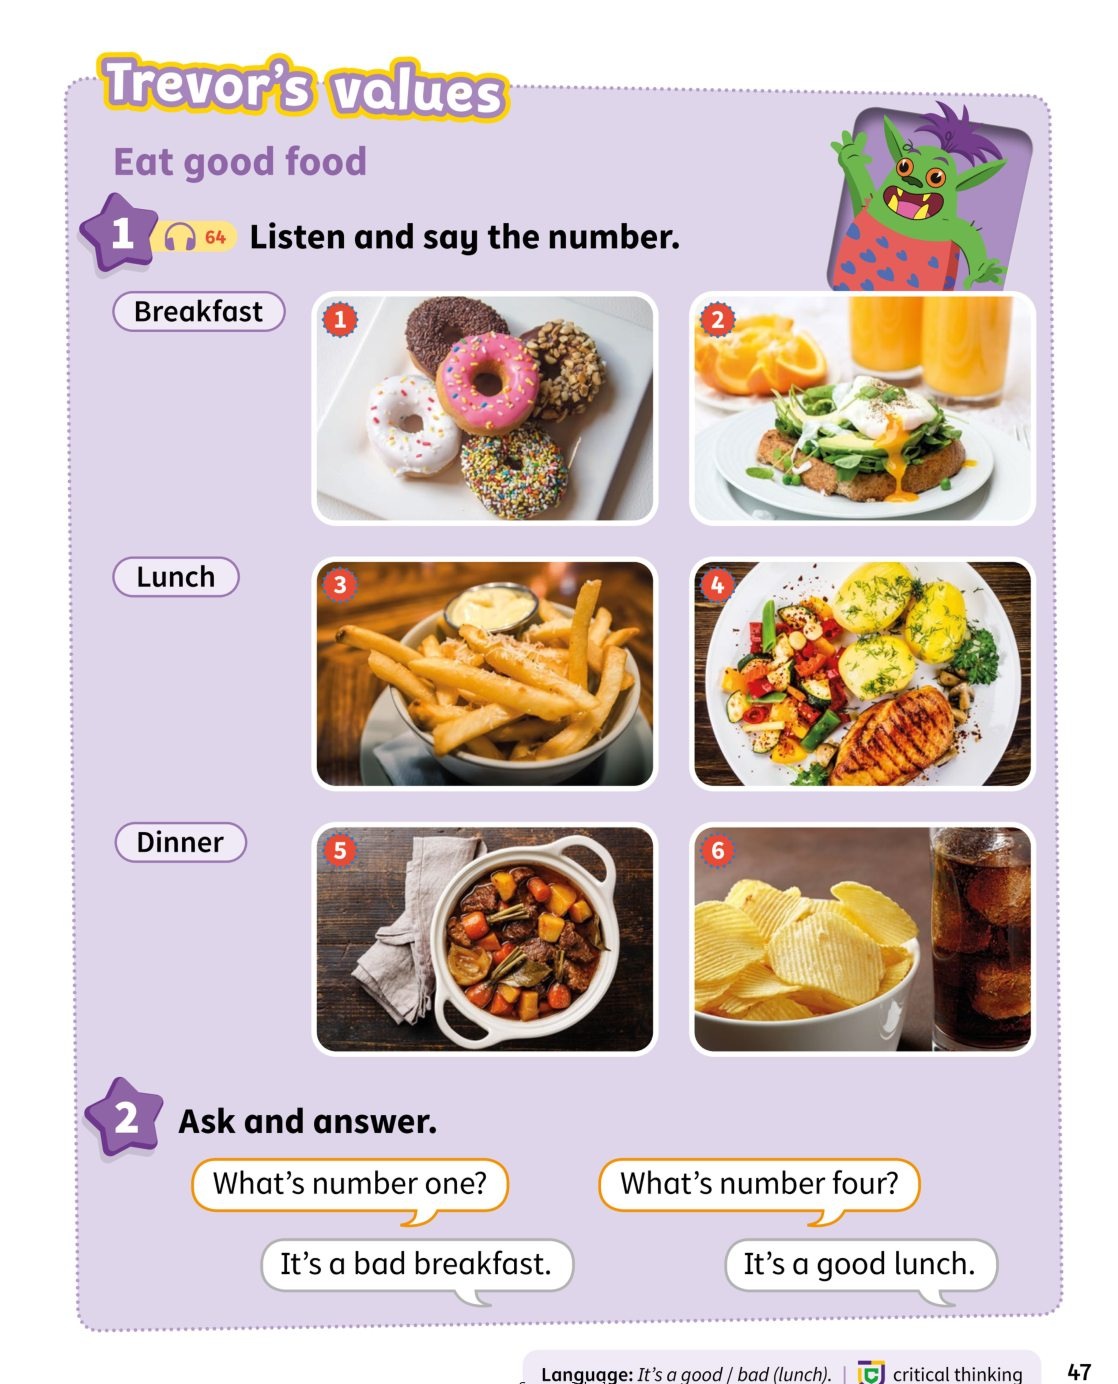 Trevor's values
Eat good food
1 64 Listen and say the number.
Breakfast
1
2
Lunch
3
4
Dinner
5
6
2 Ask and answer.
What's number one?
What's number four?
It's a bad breakfast.
It's a good lunch.
Language: It's a good / bad (lunch). | critical thinking
47